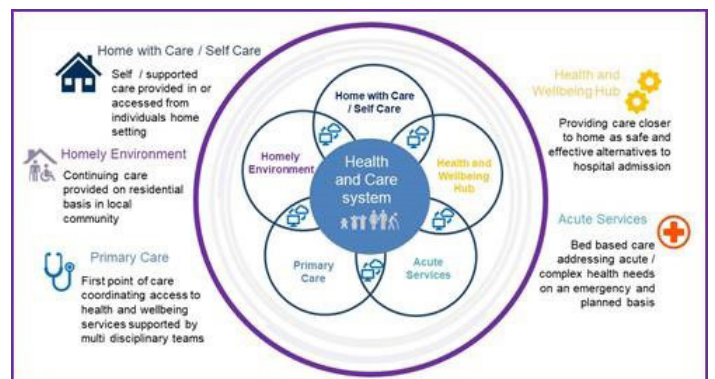 Home with Care / Self Care
Self / supported
care provided in or
accessed from
individuals home
setting
Homely Environment
Continuing care
provided on residential
basis in local
community
Primary Care
First point of care
coordinating access to
health and wellbeing
services supported by
multi disciplinary teams
Home with Care
/ Self Care
Homely
Environment
Health
and Care
system
Health and
Wellbeing
Hub
Primary
Care
Acute
Services
Health and
Wellbeing Hub
Providing care closer
to home as safe and
effective alternatives to
hospital admission
Acute Services
Bed based care
addressing acute /
complex health needs
on an emergency and
planned basis